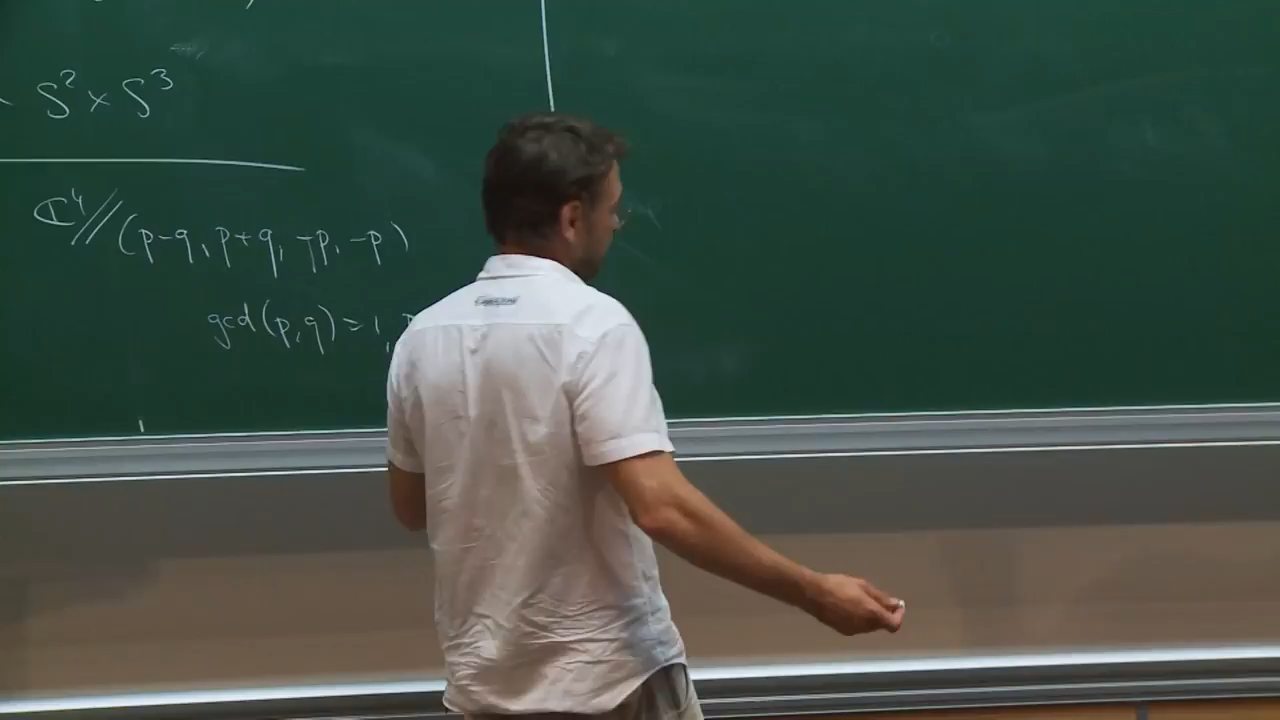 S² × S³
ℂ⁴//(p-q, p+q, -p, -p)
gcd(p,q) = 1,